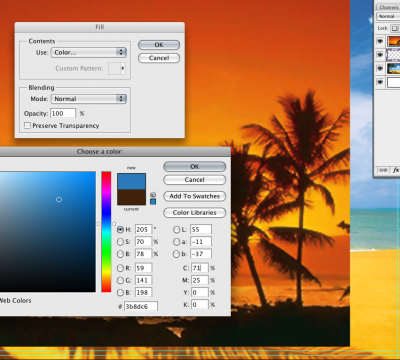 Fill
Contents
Use: Color...
OK
Cancel
Custom Pattern:
Blending
Mode: Normal
Opacity: 100 %
Preserve Transparency
Choose a color:
new
current
OK
Cancel
Add To Swatches
Color Libraries
H: 205 °
L: 55
S: 70 %
a: -11
B: 78 %
b: -37
R: 59
C: 71 %
G: 141
M: 25 %
B: 198
Y: 0 %
# 3b8dc6
K: 0 %
Web Colors
Channels
Normal
Lock:
fx